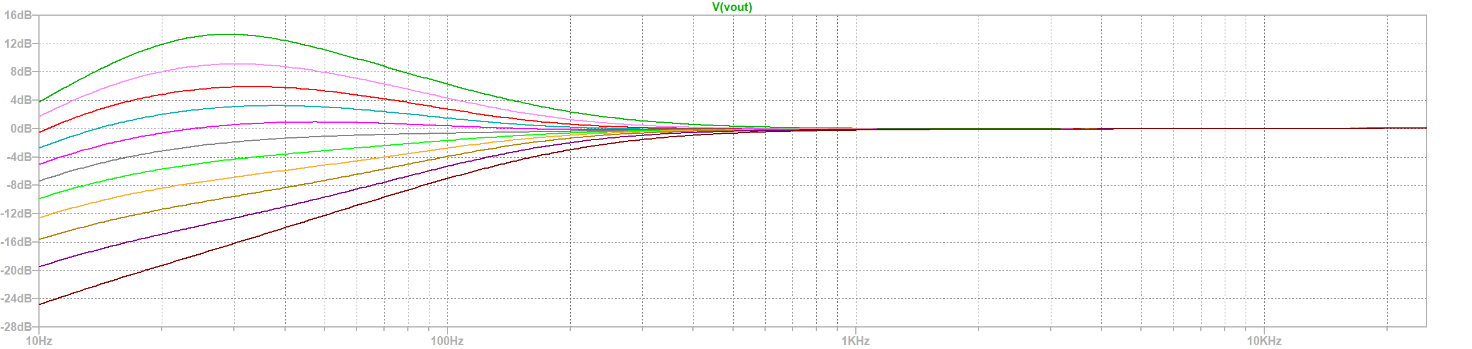 V(vout)
16dB
12dB
8dB
4dB
0dB
-4dB
-8dB
-12dB
-16dB
-20dB
-24dB
-28dB
10Hz 100Hz 1KHz 10KHz